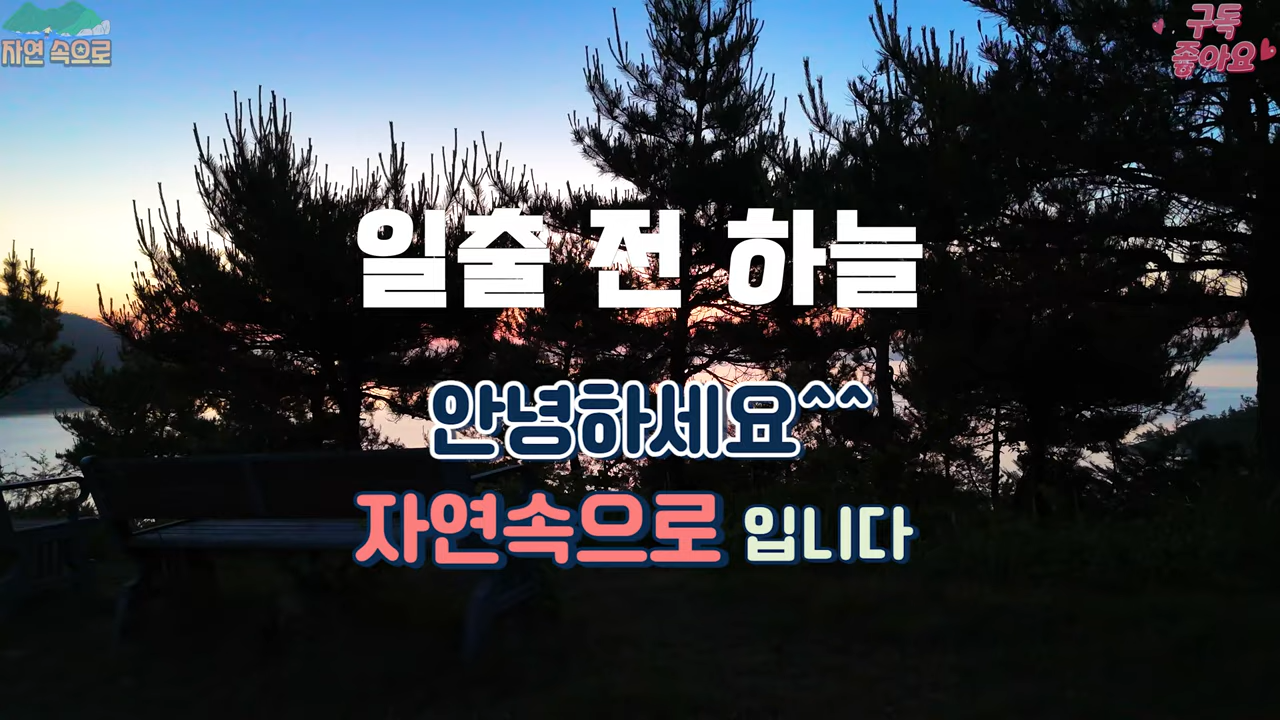 자연 속으로
구독
좋아요
일출 전 하늘
안녕하세요^^
자연속으로 입니다